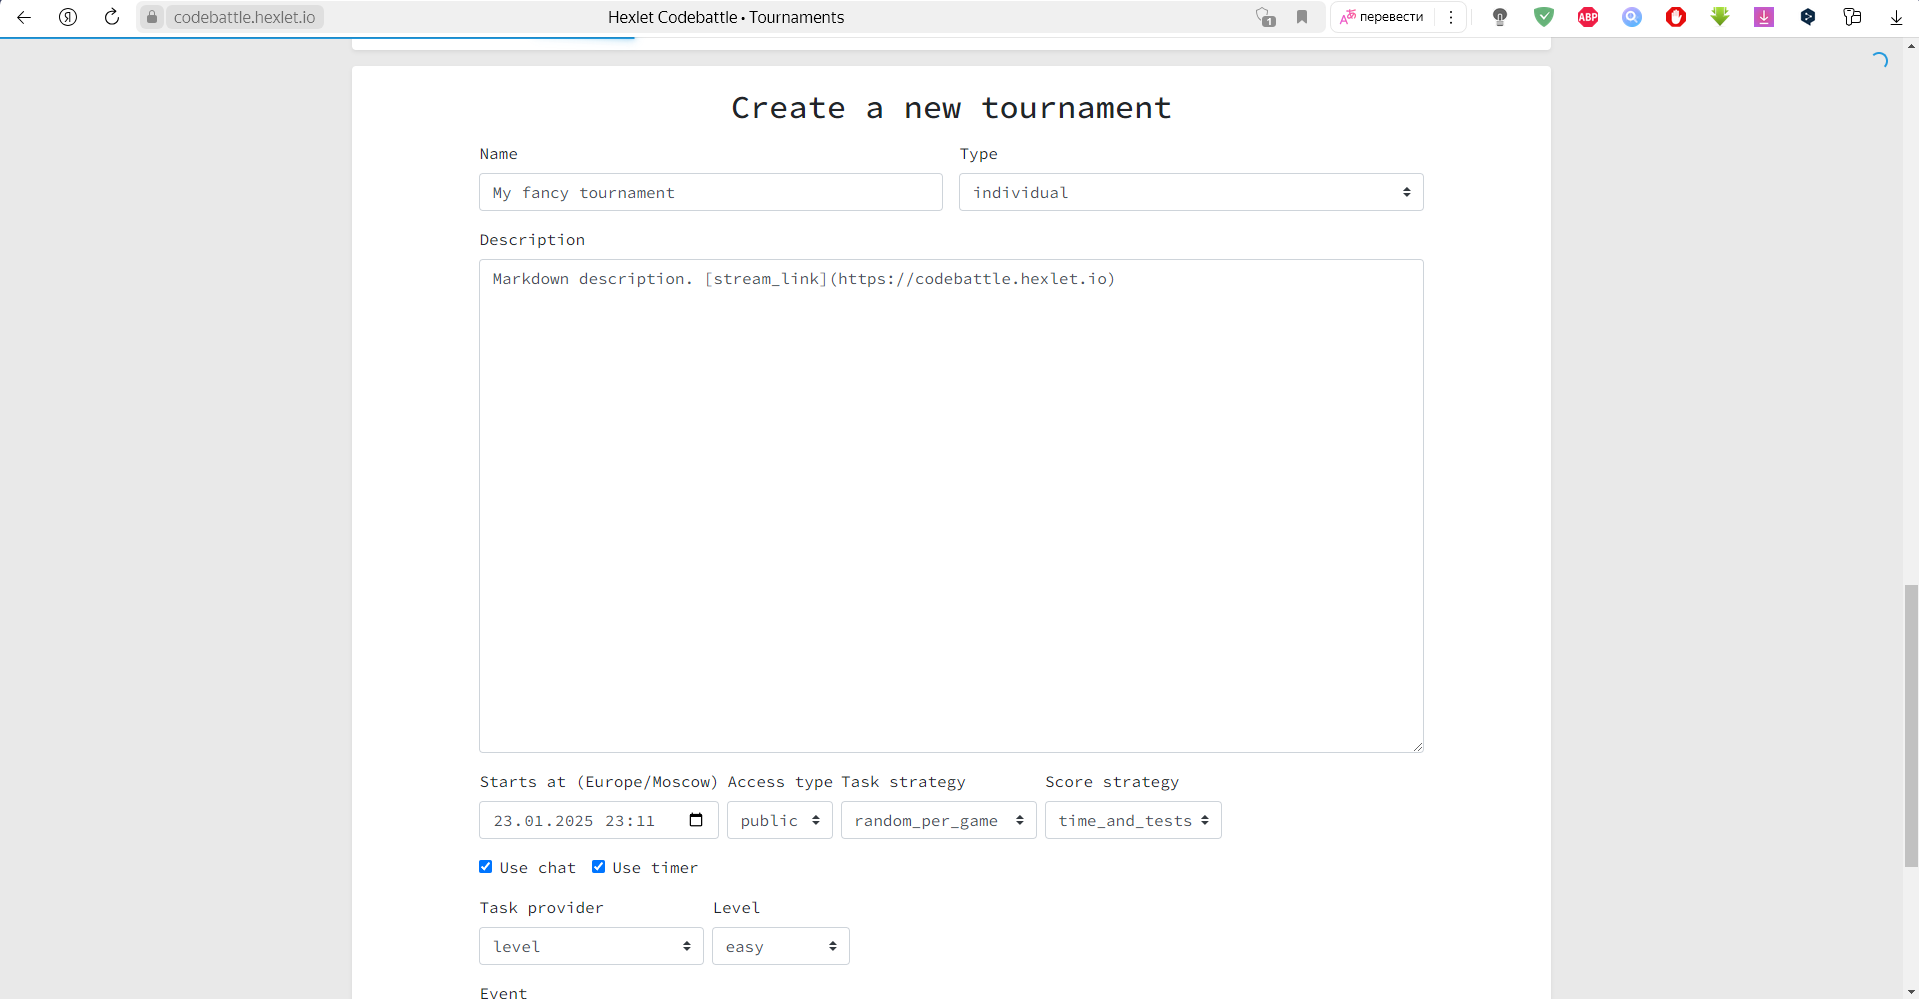 codebattle.hexlet.io
Hexlet Codebattle • Tournaments
1
перевести
ABP
Create a new tournament
Name
Type
My fancy tournament
individual
Description
Markdown description. [stream_link](https://codebattle.hexlet.io)
Starts at (Europe/Moscow) Access type Task strategy Score strategy
23.01.2025 23:11 public random_per_game time_and_tests
Use chat Use timer
Task provider Level
level easy
Event